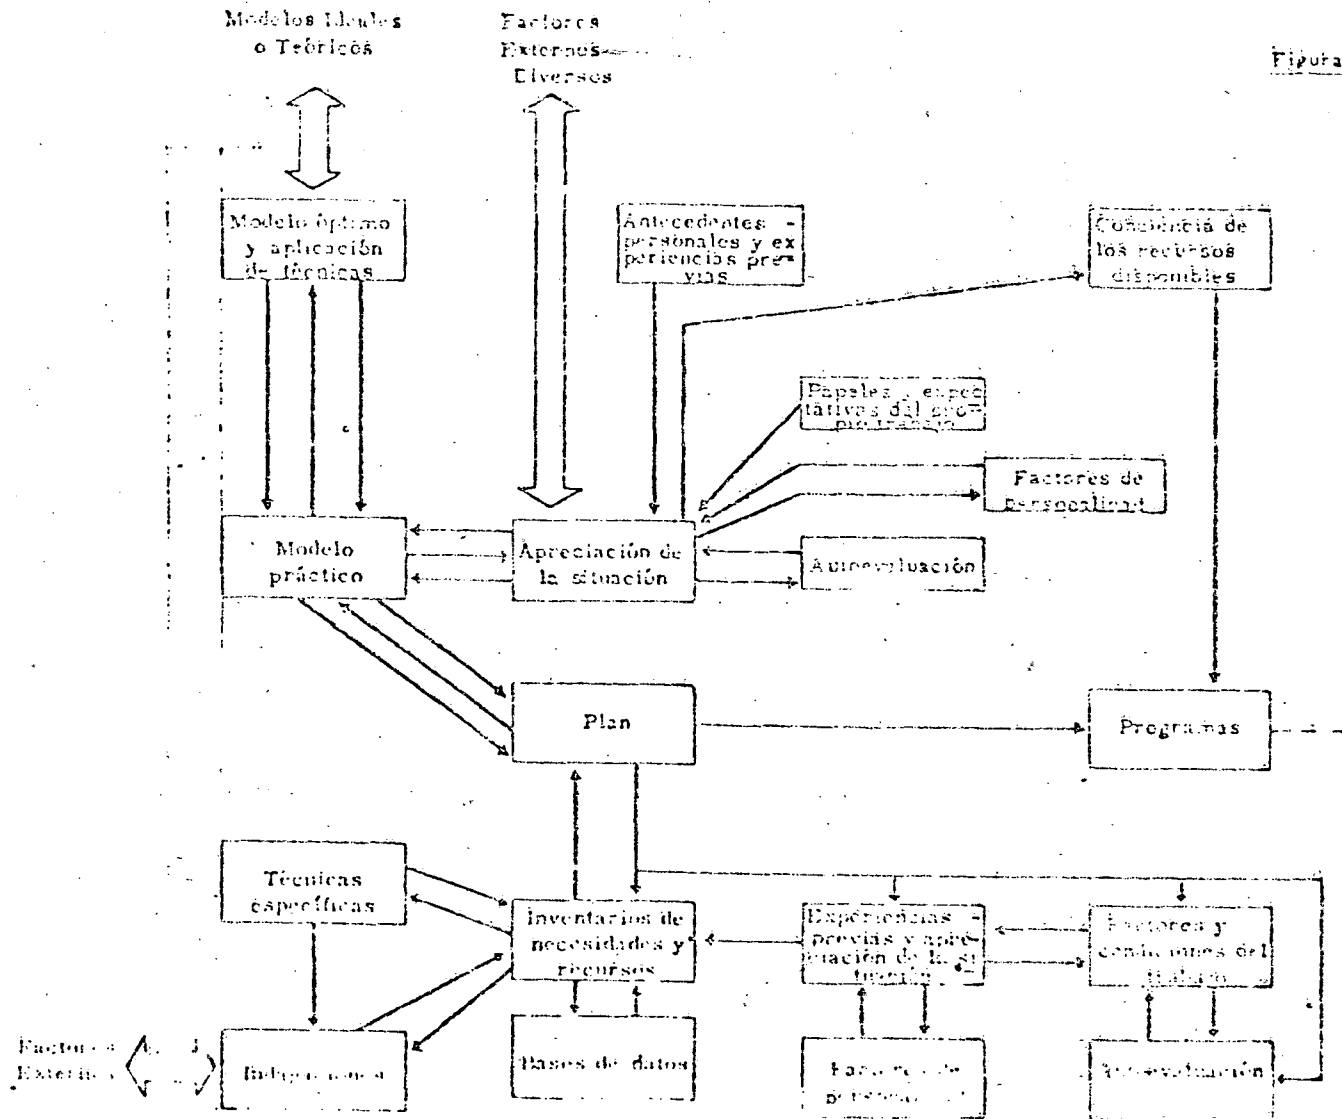 Modelos Ideales
o Teóricos
Factores
Externos
Diversos
Figura
Modelo óptimo
y aplicación
de técnicas
Antecedentes -
personales y ex
periencias pre-
vias
Conciencia de
los recursos
disponibles
Papeles expec
tativas del pro-
pio trabajo
Factores de
personalidad
Modelo
práctico
Apreciación de
la situación
Autoevaluación
Plan
Programas
Técnicas
específicas
Inventarios de
necesidades y
recursos
Experiencias -
previas y apre-
ciación de la si
tuación
Factores y
condiciones del
trabajo
Factores
Externos
Bases de datos
Factores de
Autoevaluación